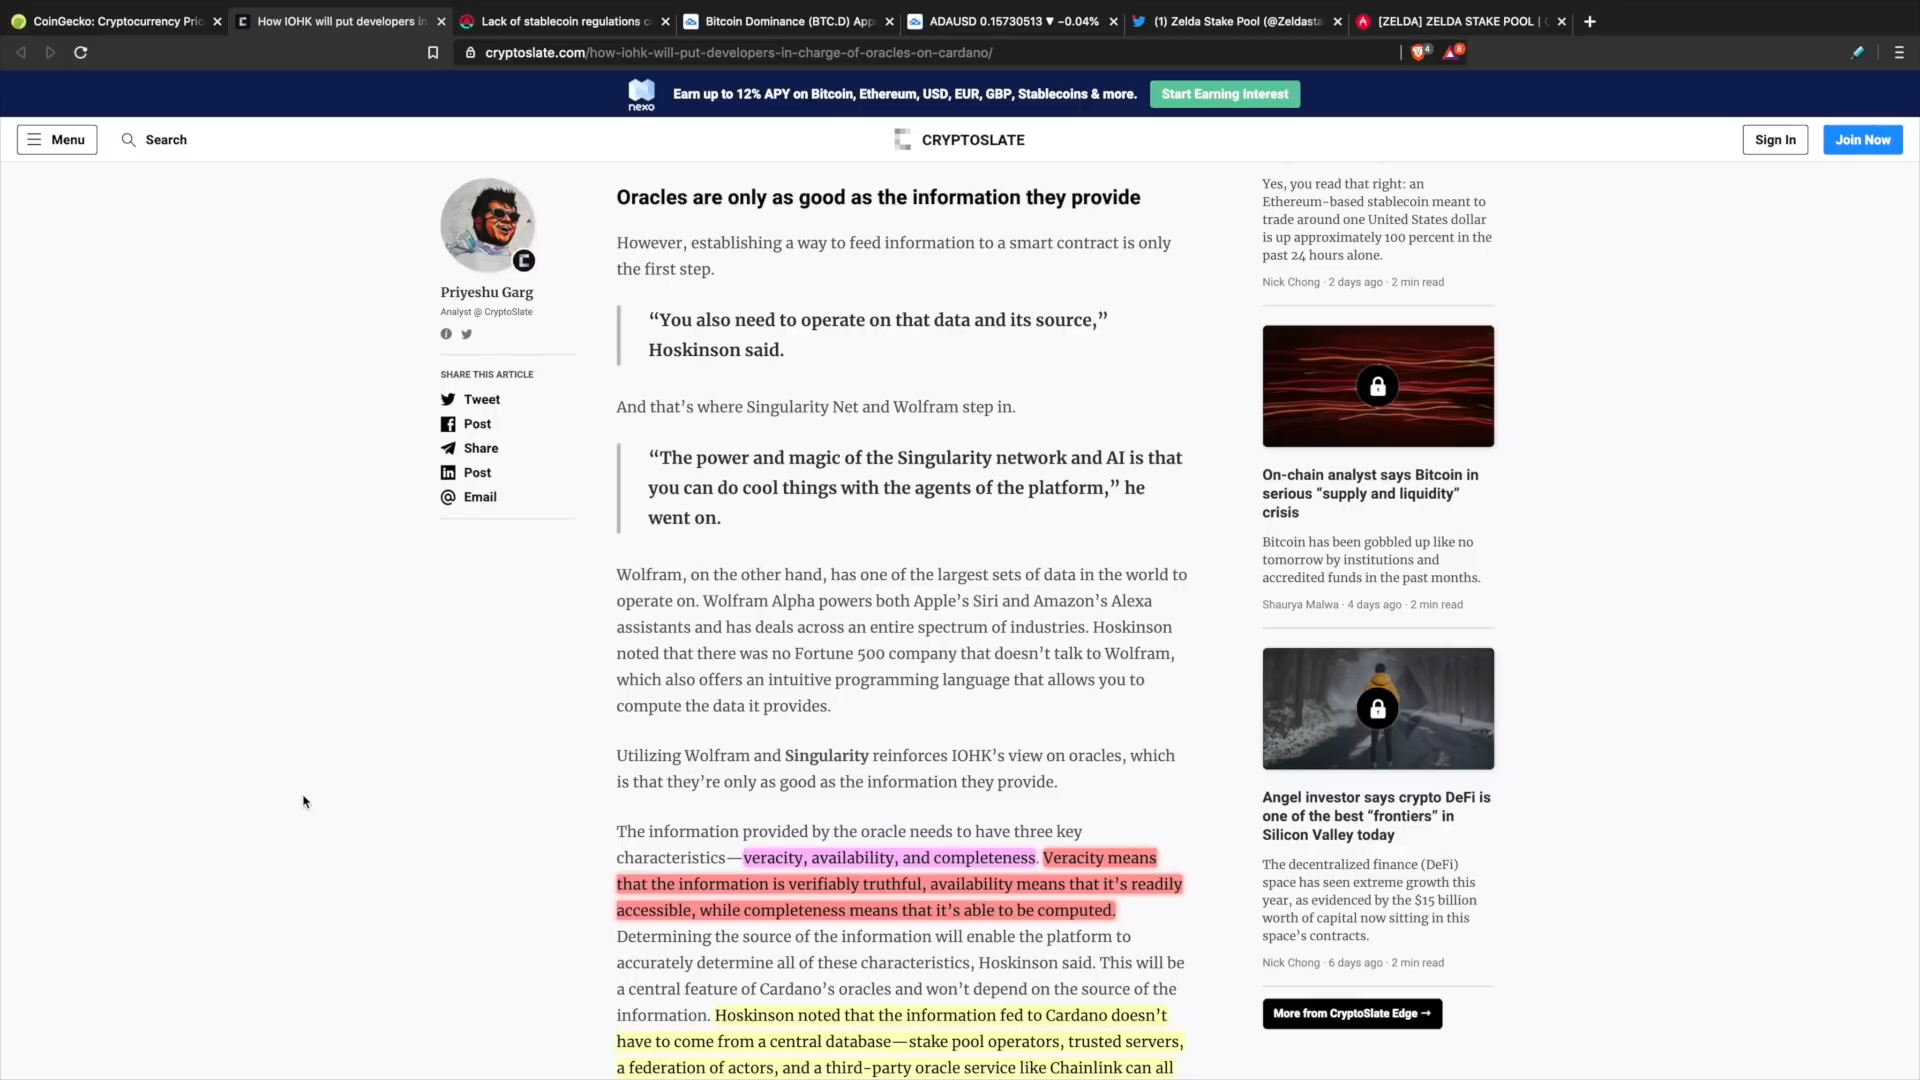 CoinGecko: Cryptocurrency Pric
How IOHK will put developers in
Lack of stablecoin regulations c
Bitcoin Dominance (BTC.D) App
ADAUSD 0.15730513 ▼ −0.04%
(1) Zelda Stake Pool (@Zeldasta
[ZELDA] ZELDA STAKE POOL |
cryptoslate.com/how-iohk-will-put-developers-in-charge-of-oracles-on-cardano/
4
8
nexo
Earn up to 12% APY on Bitcoin, Ethereum, USD, EUR, GBP, Stablecoins & more.
Start Earning Interest
Menu
Search
CRYPTOSLATE
Sign In
Join Now
Priyeshu Garg
Analyst @ CryptoSlate
SHARE THIS ARTICLE
Tweet
Post
Share
Post
Email
Oracles are only as good as the information they provide
However, establishing a way to feed information to a smart contract is only
the first step.
“You also need to operate on that data and its source,”
Hoskinson said.
And that’s where Singularity Net and Wolfram step in.
“The power and magic of the Singularity network and AI is that
you can do cool things with the agents of the platform,” he
went on.
Wolfram, on the other hand, has one of the largest sets of data in the world to
operate on. Wolfram Alpha powers both Apple’s Siri and Amazon’s Alexa
assistants and has deals across an entire spectrum of industries. Hoskinson
noted that there was no Fortune 500 company that doesn’t talk to Wolfram,
which also offers an intuitive programming language that allows you to
compute the data it provides.
Utilizing Wolfram and Singularity reinforces IOHK’s view on oracles, which
is that they’re only as good as the information they provide.
The information provided by the oracle needs to have three key
characteristics—veracity, availability, and completeness. Veracity means
that the information is verifiably truthful, availability means that it’s readily
accessible, while completeness means that it’s able to be computed.
Determining the source of the information will enable the platform to
accurately determine all of these characteristics, Hoskinson said. This will be
a central feature of Cardano’s oracles and won’t depend on the source of the
information. Hoskinson noted that the information fed to Cardano doesn’t
have to come from a central database—stake pool operators, trusted servers,
a federation of actors, and a third-party oracle service like Chainlink can all
Yes, you read that right: an
Ethereum-based stablecoin meant to
trade around one United States dollar
is up approximately 100 percent in the
past 24 hours alone.
Nick Chong · 2 days ago · 2 min read
On-chain analyst says Bitcoin in
serious “supply and liquidity”
crisis
Bitcoin has been gobbled up like no
tomorrow by institutions and
accredited funds in the past months.
Shaurya Malwa · 4 days ago · 2 min read
Angel investor says crypto DeFi is
one of the best “frontiers” in
Silicon Valley today
The decentralized finance (DeFi)
space has seen extreme growth this
year, as evidenced by the $15 billion
worth of capital now sitting in this
space’s contracts.
Nick Chong · 6 days ago · 2 min read
More from CryptoSlate Edge →